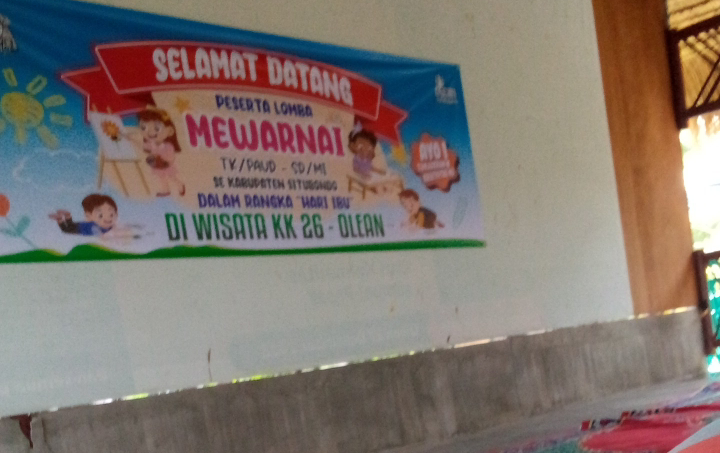 SELAMAT DATANG
PESERTA LOMBA
MEWARNAI
TK/PAUD - SD/MI
SE KABUPATEN SITUBONDO
DALAM RANGKA "HARI IBU"
DI WISATA KK 26 - OLEAN
AYO!